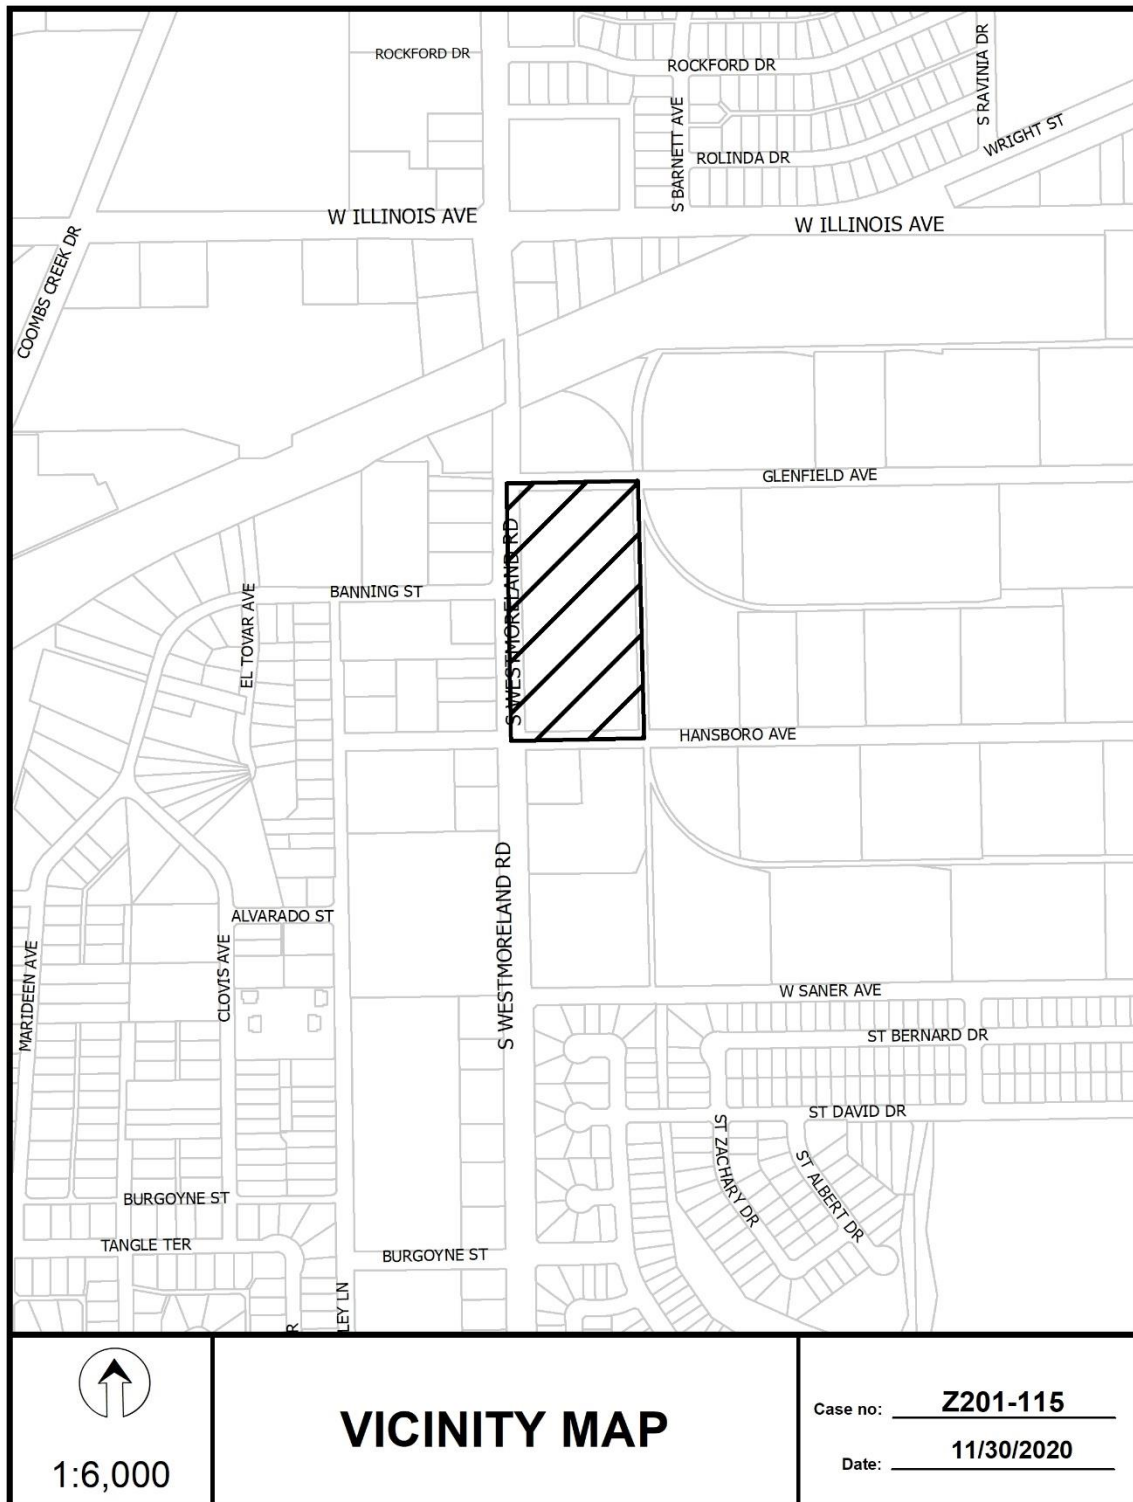 ROCKFORD DR
ROCKFORD DR
S RAVINIA DR
S BARNETT AVE
WRIGHT ST
ROLINDA DR
W ILLINOIS AVE
W ILLINOIS AVE
COOMBS CREEK DR
GLENFIELD AVE
S WESTMORELAND RD
BANNING ST
EL TOVAR AVE
HANSBORO AVE
S WESTMORELAND RD
ALVARADO ST
CLOVIS AVE
MARIDEEN AVE
W SANER AVE
ST BERNARD DR
ST DAVID DR
ST ZACHARY DR
ST ALBERT DR
BURGOYNE ST
TANGLE TER
BURGOYNE ST
LEY LN
R
1:6,000
VICINITY MAP
Case no: Z201-115
Date: 11/30/2020